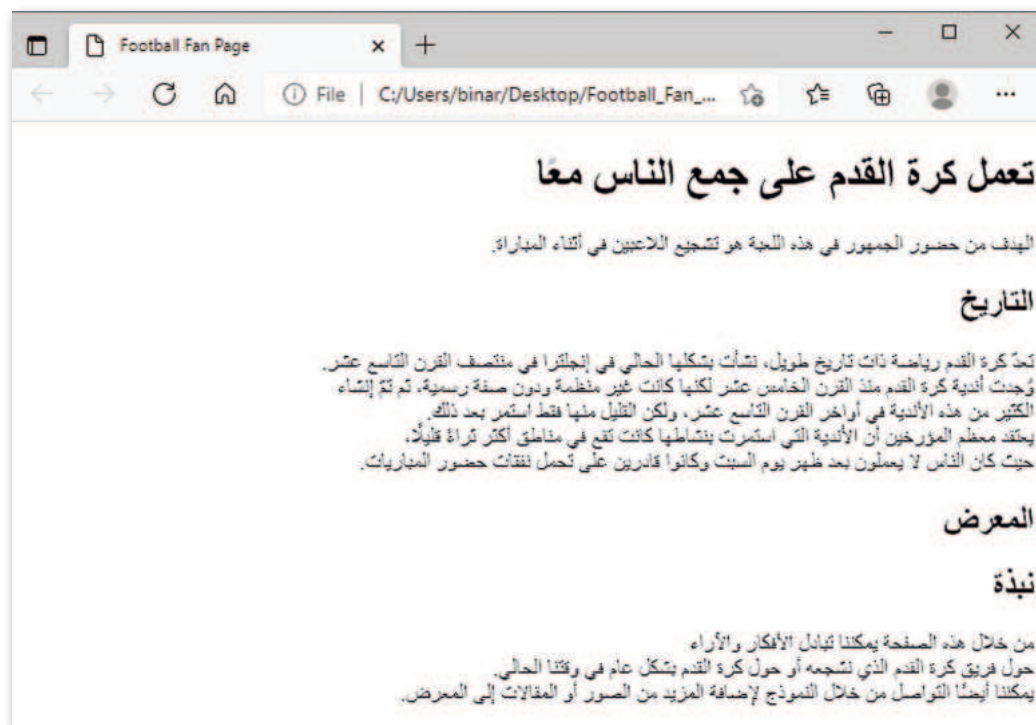 Football Fan Page
File | C:/Users/binar/Desktop/Football_Fan_...
تعمل كرة القدم على جمع الناس معًا
الهدف من حضور الجمهور في هذه اللعبة هو تشجيع اللاعبين في أثناء المباراة.
التاريخ
تعدّ كرة القدم رياضة ذات تاريخ طويل، نشأت بشكلها الحالي في إنجلترا في منتصف القرن التاسع عشر.
وجدت أندية كرة القدم منذ القرن الخامس عشر لكنها كانت غير منظمة ودون صفة رسمية، ثم تمّ إنشاء
الكثير من هذه الأندية في أواخر القرن التاسع عشر، ولكن القليل منها فقط استمر بعد ذلك.
يعتقد معظم المؤرخين أن الأندية التي استمرت بنشاطها كانت تقع في مناطق أكثر ثراءً قليلًا،
حيث كان الناس لا يعملون بعد ظهر يوم السبت وكانوا قادرين على تحمل نفقات حضور المباريات.
المعرض
نبذة
من خلال هذه الصفحة يمكننا تبادل الأفكار والأراء
حول فريق كرة القدم الذي نشجعه أو حول كرة القدم بشكل عام في وقتنا الحالي.
يمكننا أيضًا التواصل من خلال النموذج لإضافة المزيد من الصور أو المقالات إلى المعرض.